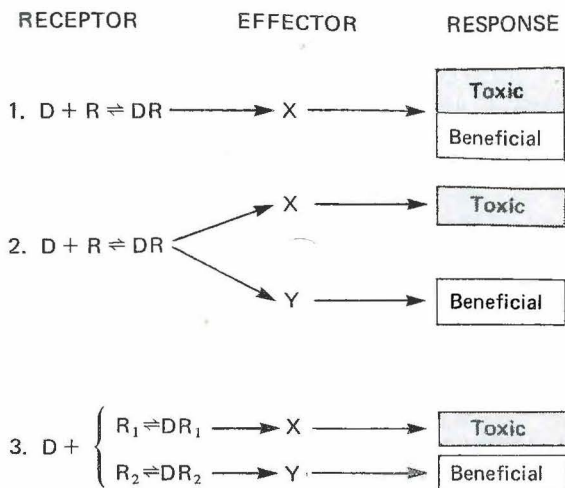 RECEPTOR EFFECTOR RESPONSE
Toxic
1. D + R ⇌ DR X
Beneficial
X Toxic
2. D + R ⇌ DR
Y Beneficial
R₁⇌DR₁ X Toxic
3. D +
R₂⇌DR₂ Y Beneficial